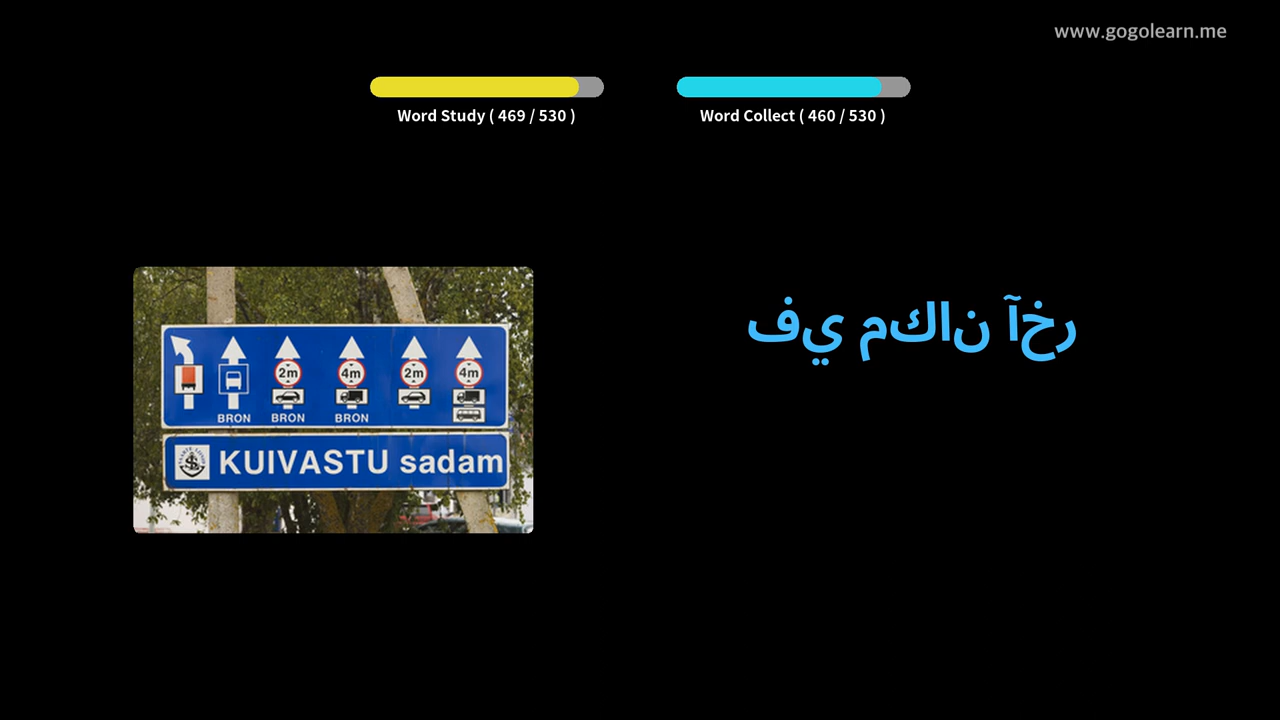 www.gogolearn.me
Word Study ( 469 / 530 )
Word Collect ( 460 / 530 )
في مكان آخر
2m 4m 2m 4m
BRON BRON BRON
KUIVASTU sadam